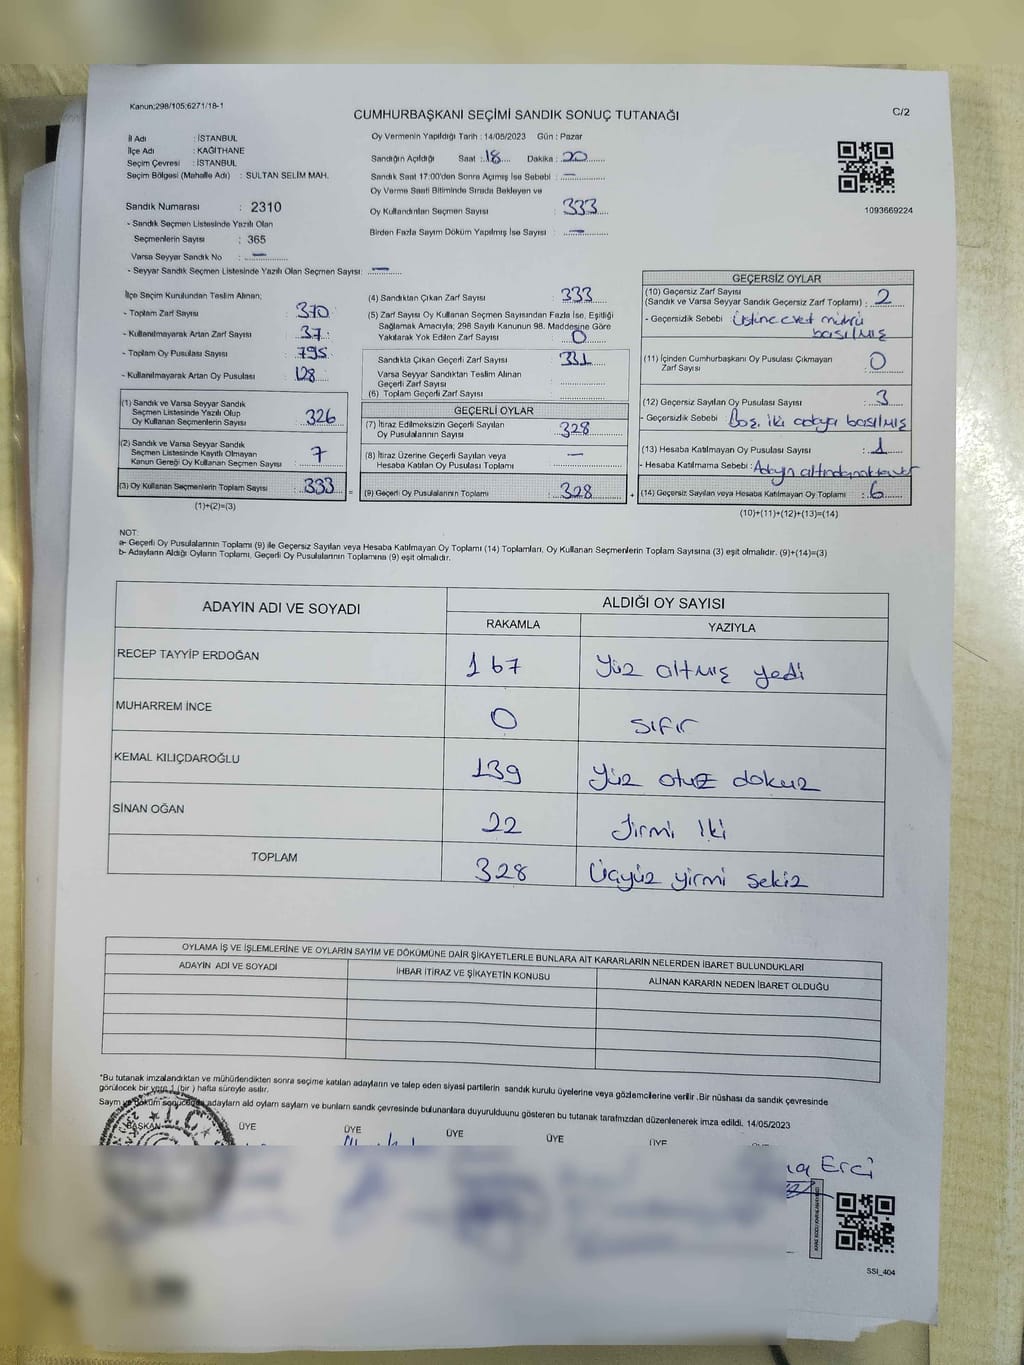 Kanun:298/105;6271/18-1
C/2
CUMHURBAŞKANI SEÇİMİ SANDIK SONUÇ TUTANAĞI
İl Adı : İSTANBUL
İlçe Adı : KAĞITHANE
Seçim Çevresi : İSTANBUL
Seçim Bölgesi (Mahalle Adı) : SULTAN SELİM MAH.
Sandık Numarası : 2310
- Sandık Seçmen Listesinde Yazılı Olan
Seçmenlerin Sayısı : 365
Varsa Seyyar Sandık No : —
- Seyyar Sandık Seçmen Listesinde Yazılı Olan Seçmen Sayısı: —
Oy Vermenin Yapıldığı Tarih : 14/05/2023 Gün : Pazar
Sandığın Açıldığı Saat : 18 Dakika : 20
Sandık Saat 17:00'den Sonra Açmış İse Sebebi : —
Oy Verme Saati Bitiminde Sırada Bekleyen ve
Oy Kullandırılan Seçmen Sayısı : 333
Birden Fazla Sayım Döküm Yapılmış İse Sayısı : —
1093669224
İlçe Seçim Kurulundan Teslim Alınan;
- Toplam Zarf Sayısı : 370
- Kullanılmayarak Artan Zarf Sayısı : 37
- Toplam Oy Pusulası Sayısı : 795
- Kullanılmayarak Artan Oy Pusulası : 128
(1) Sandık ve Varsa Seyyar Sandık
Seçmen Listesinde Yazılı Olup
Oy Kullanan Seçmenlerin Sayısı : 326
(2) Sandık ve Varsa Seyyar Sandık
Seçmen Listesinde Kayıtlı Olmayan
Kanun Gereği Oy Kullanan Seçmen Sayısı : 7
(3) Oy Kullanan Seçmenlerin Toplam Sayısı : 333 =
(1)+(2)=(3)
(4) Sandıktan Çıkan Zarf Sayısı : 333
(5) Zarf Sayısı Oy Kullanan Seçmen Sayısından Fazla İse, Eşitliği
Sağlamak Amacıyla; 298 Sayılı Kanunun 98. Maddesine Göre
Yakılarak Yok Edilen Zarf Sayısı : 0
Sandıkta Çıkan Geçerli Zarf Sayısı : 331
Varsa Seyyar Sandıktan Teslim Alınan
Geçerli Zarf Sayısı :
(6) Toplam Geçerli Zarf Sayısı :
GEÇERLİ OYLAR
(7) İtiraz Edilmeksizin Geçerli Sayılan
Oy Pusulalarının Sayısı : 328
(8) İtiraz Üzerine Geçerli Sayılan veya
Hesaba Katılan Oy Pusulası Toplamı : —
(9) Geçerli Oy Pusulalarının Toplamı : 328 +
GEÇERSİZ OYLAR
(10) Geçersiz Zarf Sayısı
(Sandık ve Varsa Seyyar Sandık Geçersiz Zarf Toplamı) : 2
- Geçersizlik Sebebi : Üstüne evet mührü
basılmış
(11) İçinden Cumhurbaşkanı Oy Pusulası Çıkmayan
Zarf Sayısı : 0
(12) Geçersiz Sayılan Oy Pusulası Sayısı : 3
- Geçersizlik Sebebi : Boş. iki adaya basılmış
(13) Hesaba Katılmayan Oy Pusulası Sayısı : 1
- Hesaba Katılmama Sebebi : Adayın
(14) Geçersiz Sayılan veya Hesaba Katılmayan Oy Toplamı : 6
(10)+(11)+(12)+(13)=(14)
NOT:
a- Geçerli Oy Pusulalarının Toplamı (9) ile Geçersiz Sayılan veya Hesaba Katılmayan Oy Toplamı (14) Toplamları, Oy Kullanan Seçmenlerin Toplam Sayısına (3) eşit olmalıdır. (9)+(14)=(3)
b- Adayların Aldığı Oyların Toplamı, Geçerli Oy Pusulalarının Toplamına (9) eşit olmalıdır.
ADAYIN ADI VE SOYADI ALDIĞI OY SAYISI
RAKAMLA YAZIYLA
RECEP TAYYİP ERDOĞAN 167 Yüz altmış yedi
MUHARREM İNCE 0 sıfır
KEMAL KILIÇDAROĞLU 139 Yüz otuz dokuz
SİNAN OĞAN 22 Yirmi iki
TOPLAM 328 Üçyüz yirmi sekiz
OYLAMA İŞ VE İŞLEMLERİNE VE OYLARIN SAYIM VE DÖKÜMÜNE DAİR ŞİKAYETLERLE BUNLARA AİT KARARLARIN NELERDEN İBARET BULUNDUKLARI
ADAYIN ADI VE SOYADI İHBAR İTİRAZ VE ŞİKAYETİN KONUSU ALINAN KARARIN NEDEN İBARET OLDUĞU
*Bu tutanak imzalandıktan ve mühürlendikten sonra seçime katılan adayların ve talep eden siyasi partilerin sandık kurulu üyelerine veya gözlemcilerine verilir .Bir nüshası da sandık çevresinde
görülecek bir yere 1 (bir ) hafta süreyle asılır.
Sayım ve döküm sonucunda adayların ald oyların sayları ve bunların sandık çevresinde bulunanlara duyurulduunu gösteren bu tutanak tarafmızdan düzenlenerek imza edildi. 14/05/2023
BAŞKAN ÜYE ÜYE ÜYE ÜYE ÜYE
T.C.
Erci
SSI_404